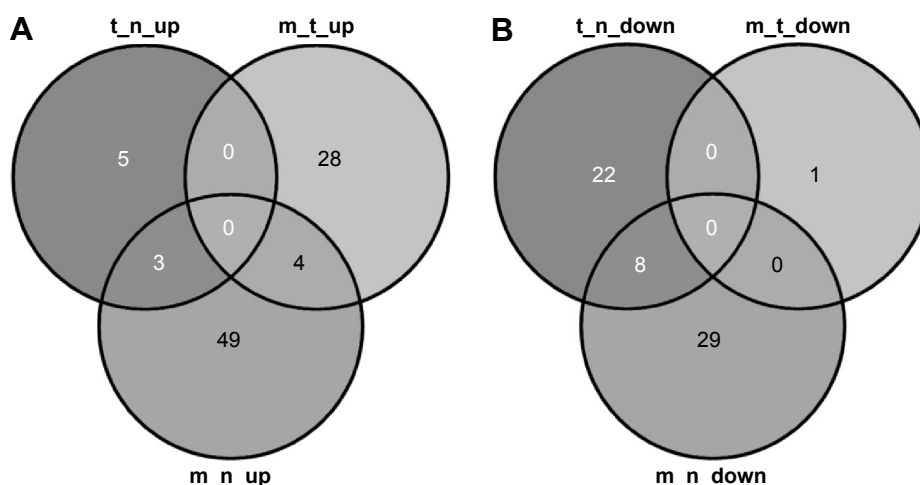 A
t_n_up
m_t_up
5
0
28
0
3
4
49
m_n_up
B
t_n_down
m_t_down
22
0
1
0
8
0
29
m_n_down